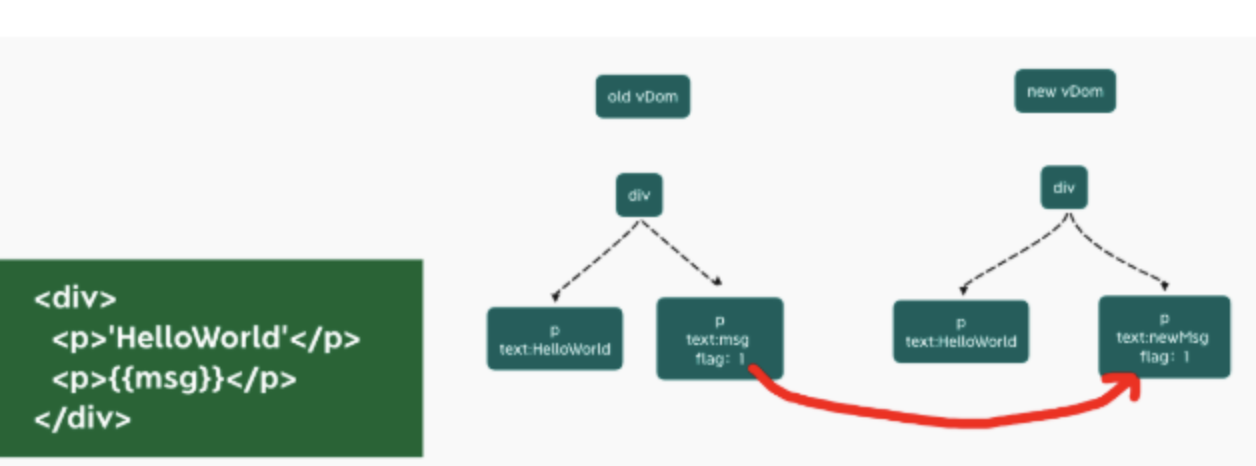 <div>
<p>'HelloWorld'</p>
<p>{{msg}}</p>
</div>
old vDom
div
p
text:HelloWorld
p
text:msg
flag: 1
new vDom
div
p
text:HelloWorld
p
text:newMsg
flag: 1